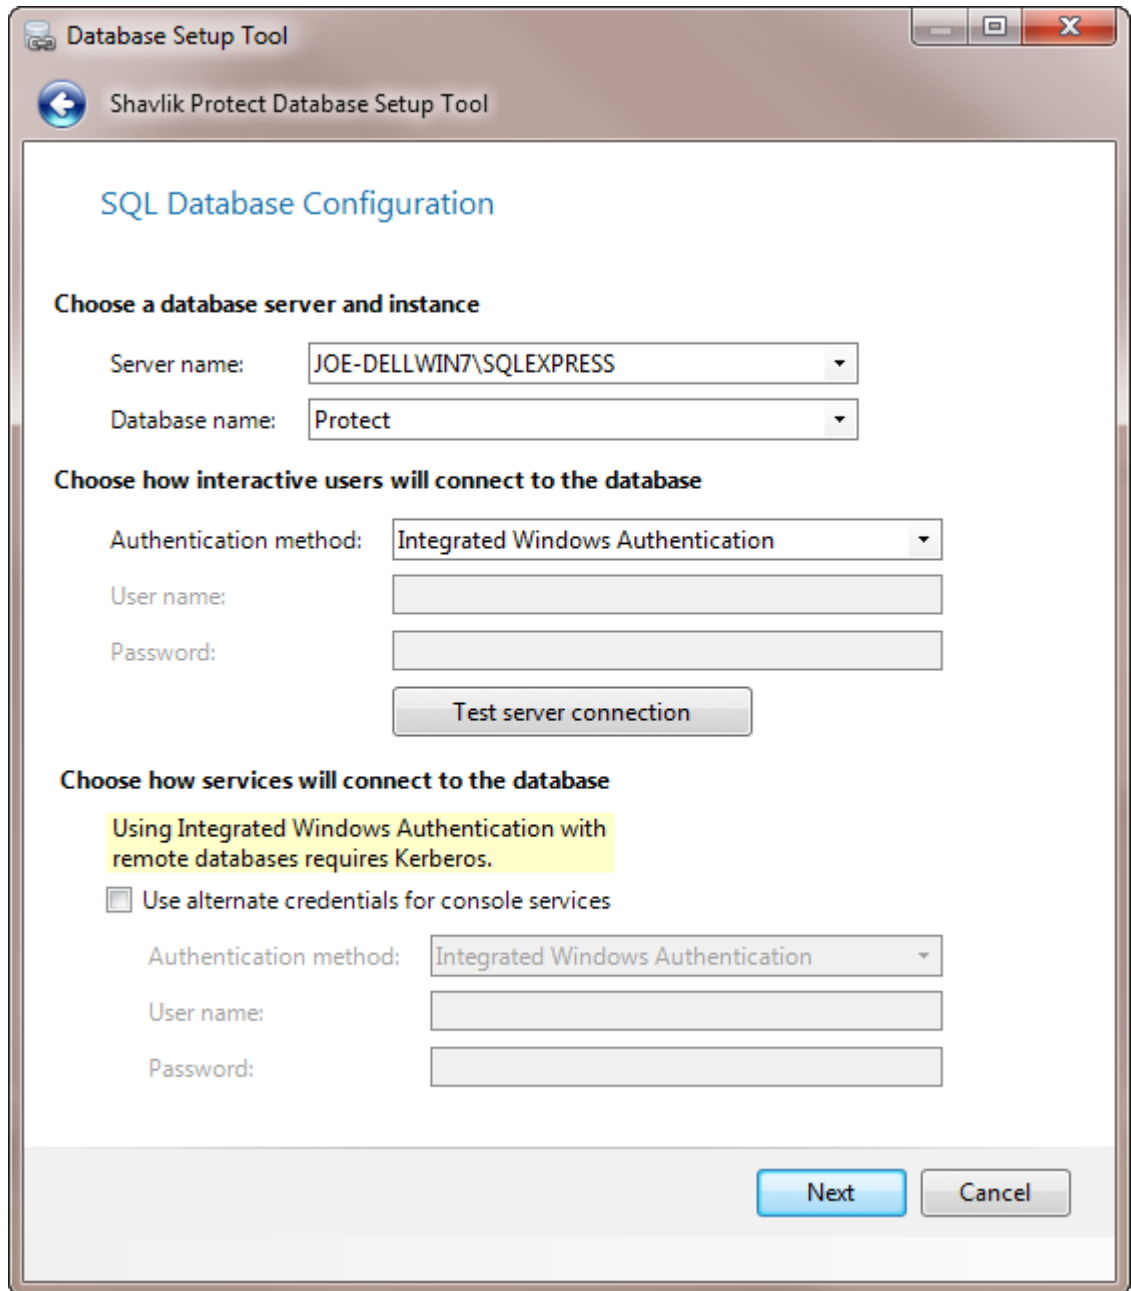 Database Setup Tool
Shavlik Protect Database Setup Tool
SQL Database Configuration
Choose a database server and instance
Server name: JOE-DELLWIN7\SQLEXPRESS
Database name: Protect
Choose how interactive users will connect to the database
Authentication method: Integrated Windows Authentication
User name:
Password:
Test server connection
Choose how services will connect to the database
Using Integrated Windows Authentication with
remote databases requires Kerberos.
Use alternate credentials for console services
Authentication method: Integrated Windows Authentication
User name:
Password:
Next Cancel